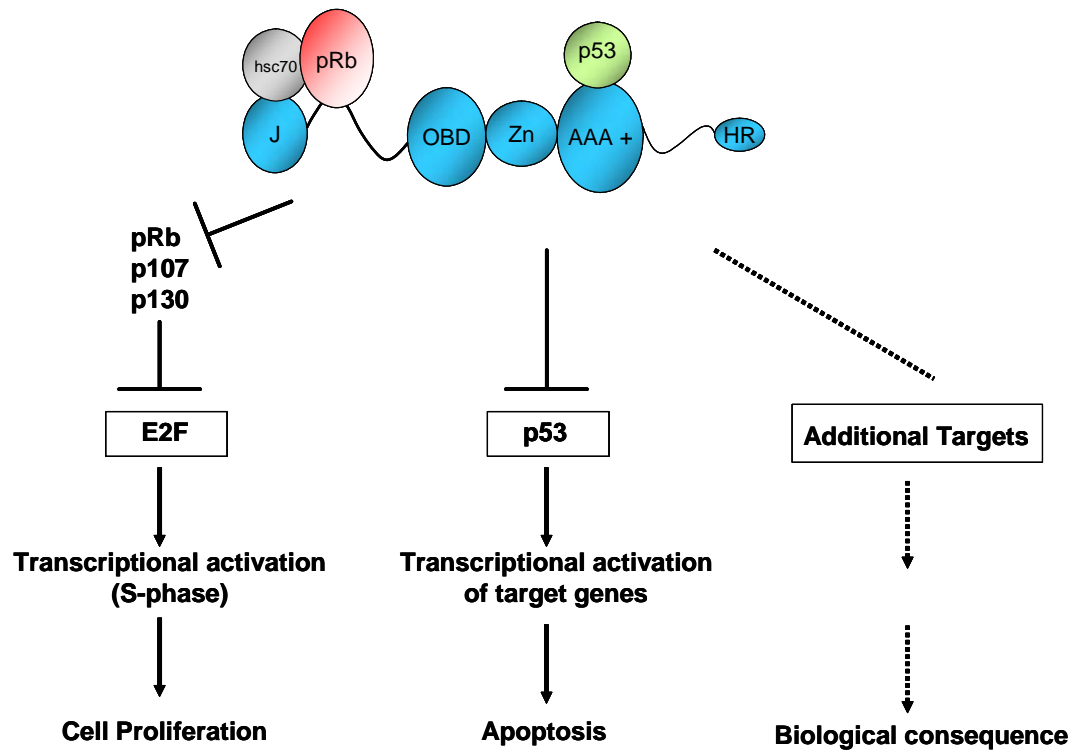 hsc70
pRb
p53
J
OBD
Zn
AAA +
HR
pRb
p107
p130
E2F
p53
Additional Targets
Transcriptional activation
(S-phase)
Transcriptional activation
of target genes
Cell Proliferation
Apoptosis
Biological consequence